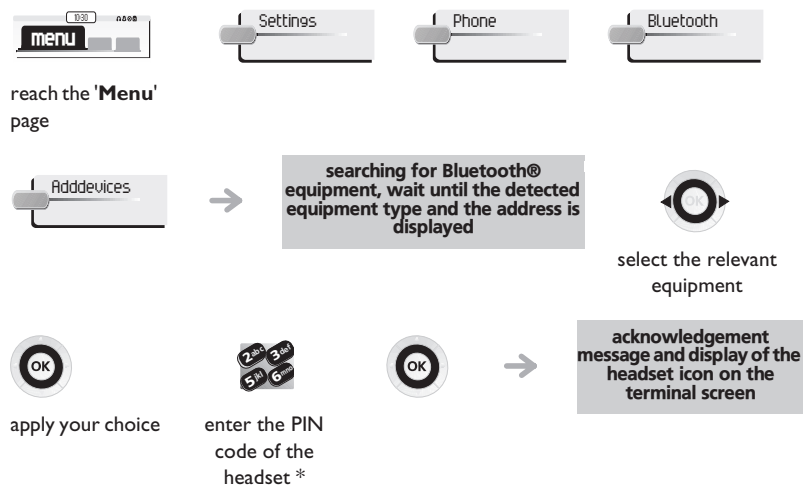 10:30
menu
Settings
Phone
Bluetooth
reach the 'Menu'
page
Adddevices
searching for Bluetooth®
equipment, wait until the detected
equipment type and the address is
displayed
OK
select the relevant
equipment
OK
apply your choice
2abc 3def
5jkl 6mno
enter the PIN
code of the
headset *
OK
acknowledgement
message and display of the
headset icon on the
terminal screen